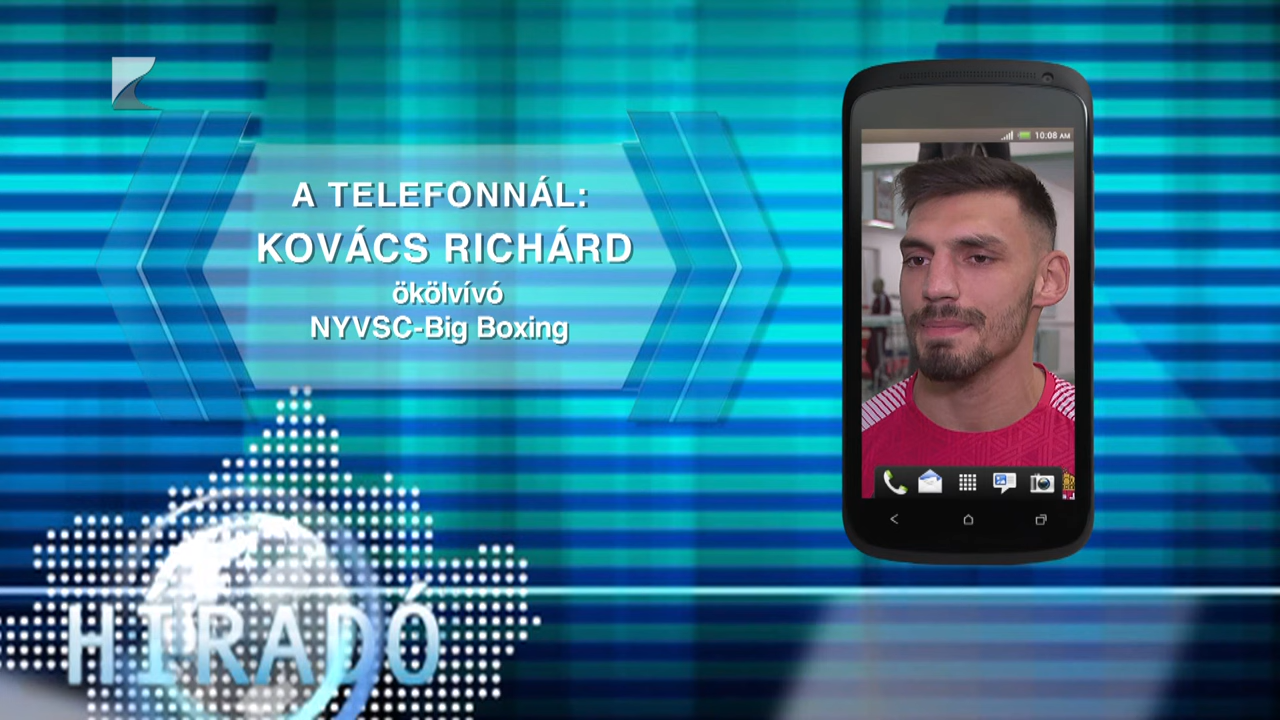 A TELEFONNÁL:
KOVÁCS RICHÁRD
ökölvívó
NYVSC-Big Boxing
10:08 AM
HÍRADÓ